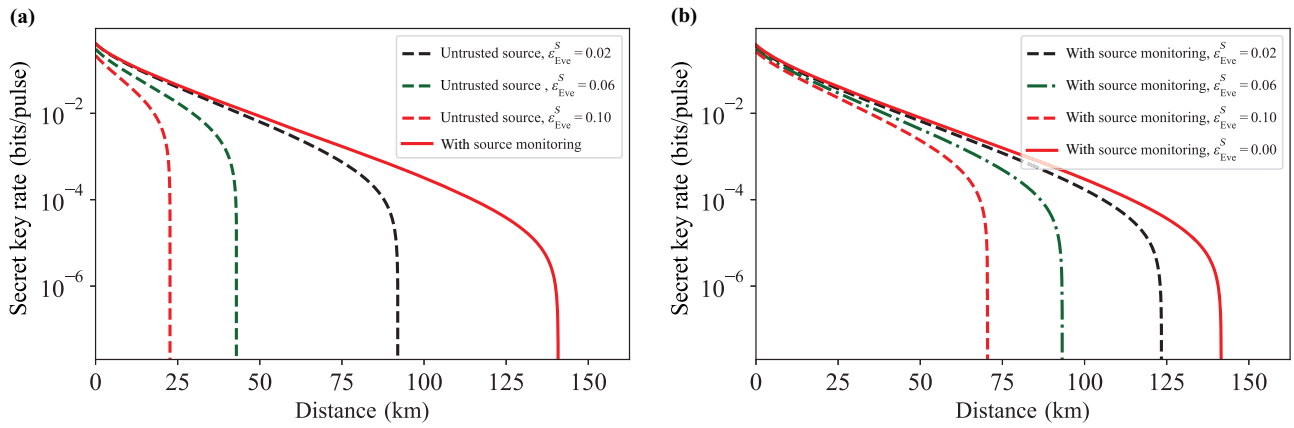 (a)
Secret key rate (bits/pulse)
10⁻²
10⁻⁴
10⁻⁶
Untrusted source, ε^S_Eve = 0.02
Untrusted source , ε^S_Eve = 0.06
Untrusted source, ε^S_Eve = 0.10
With source monitoring
0 25 50 75 100 125 150
Distance (km)
(b)
Secret key rate (bits/pulse)
10⁻²
10⁻⁴
10⁻⁶
With source monitoring, ε^S_Eve = 0.02
With source monitoring, ε^S_Eve = 0.06
With source monitoring, ε^S_Eve = 0.10
With source monitoring, ε^S_Eve = 0.00
0 25 50 75 100 125 150
Distance (km)